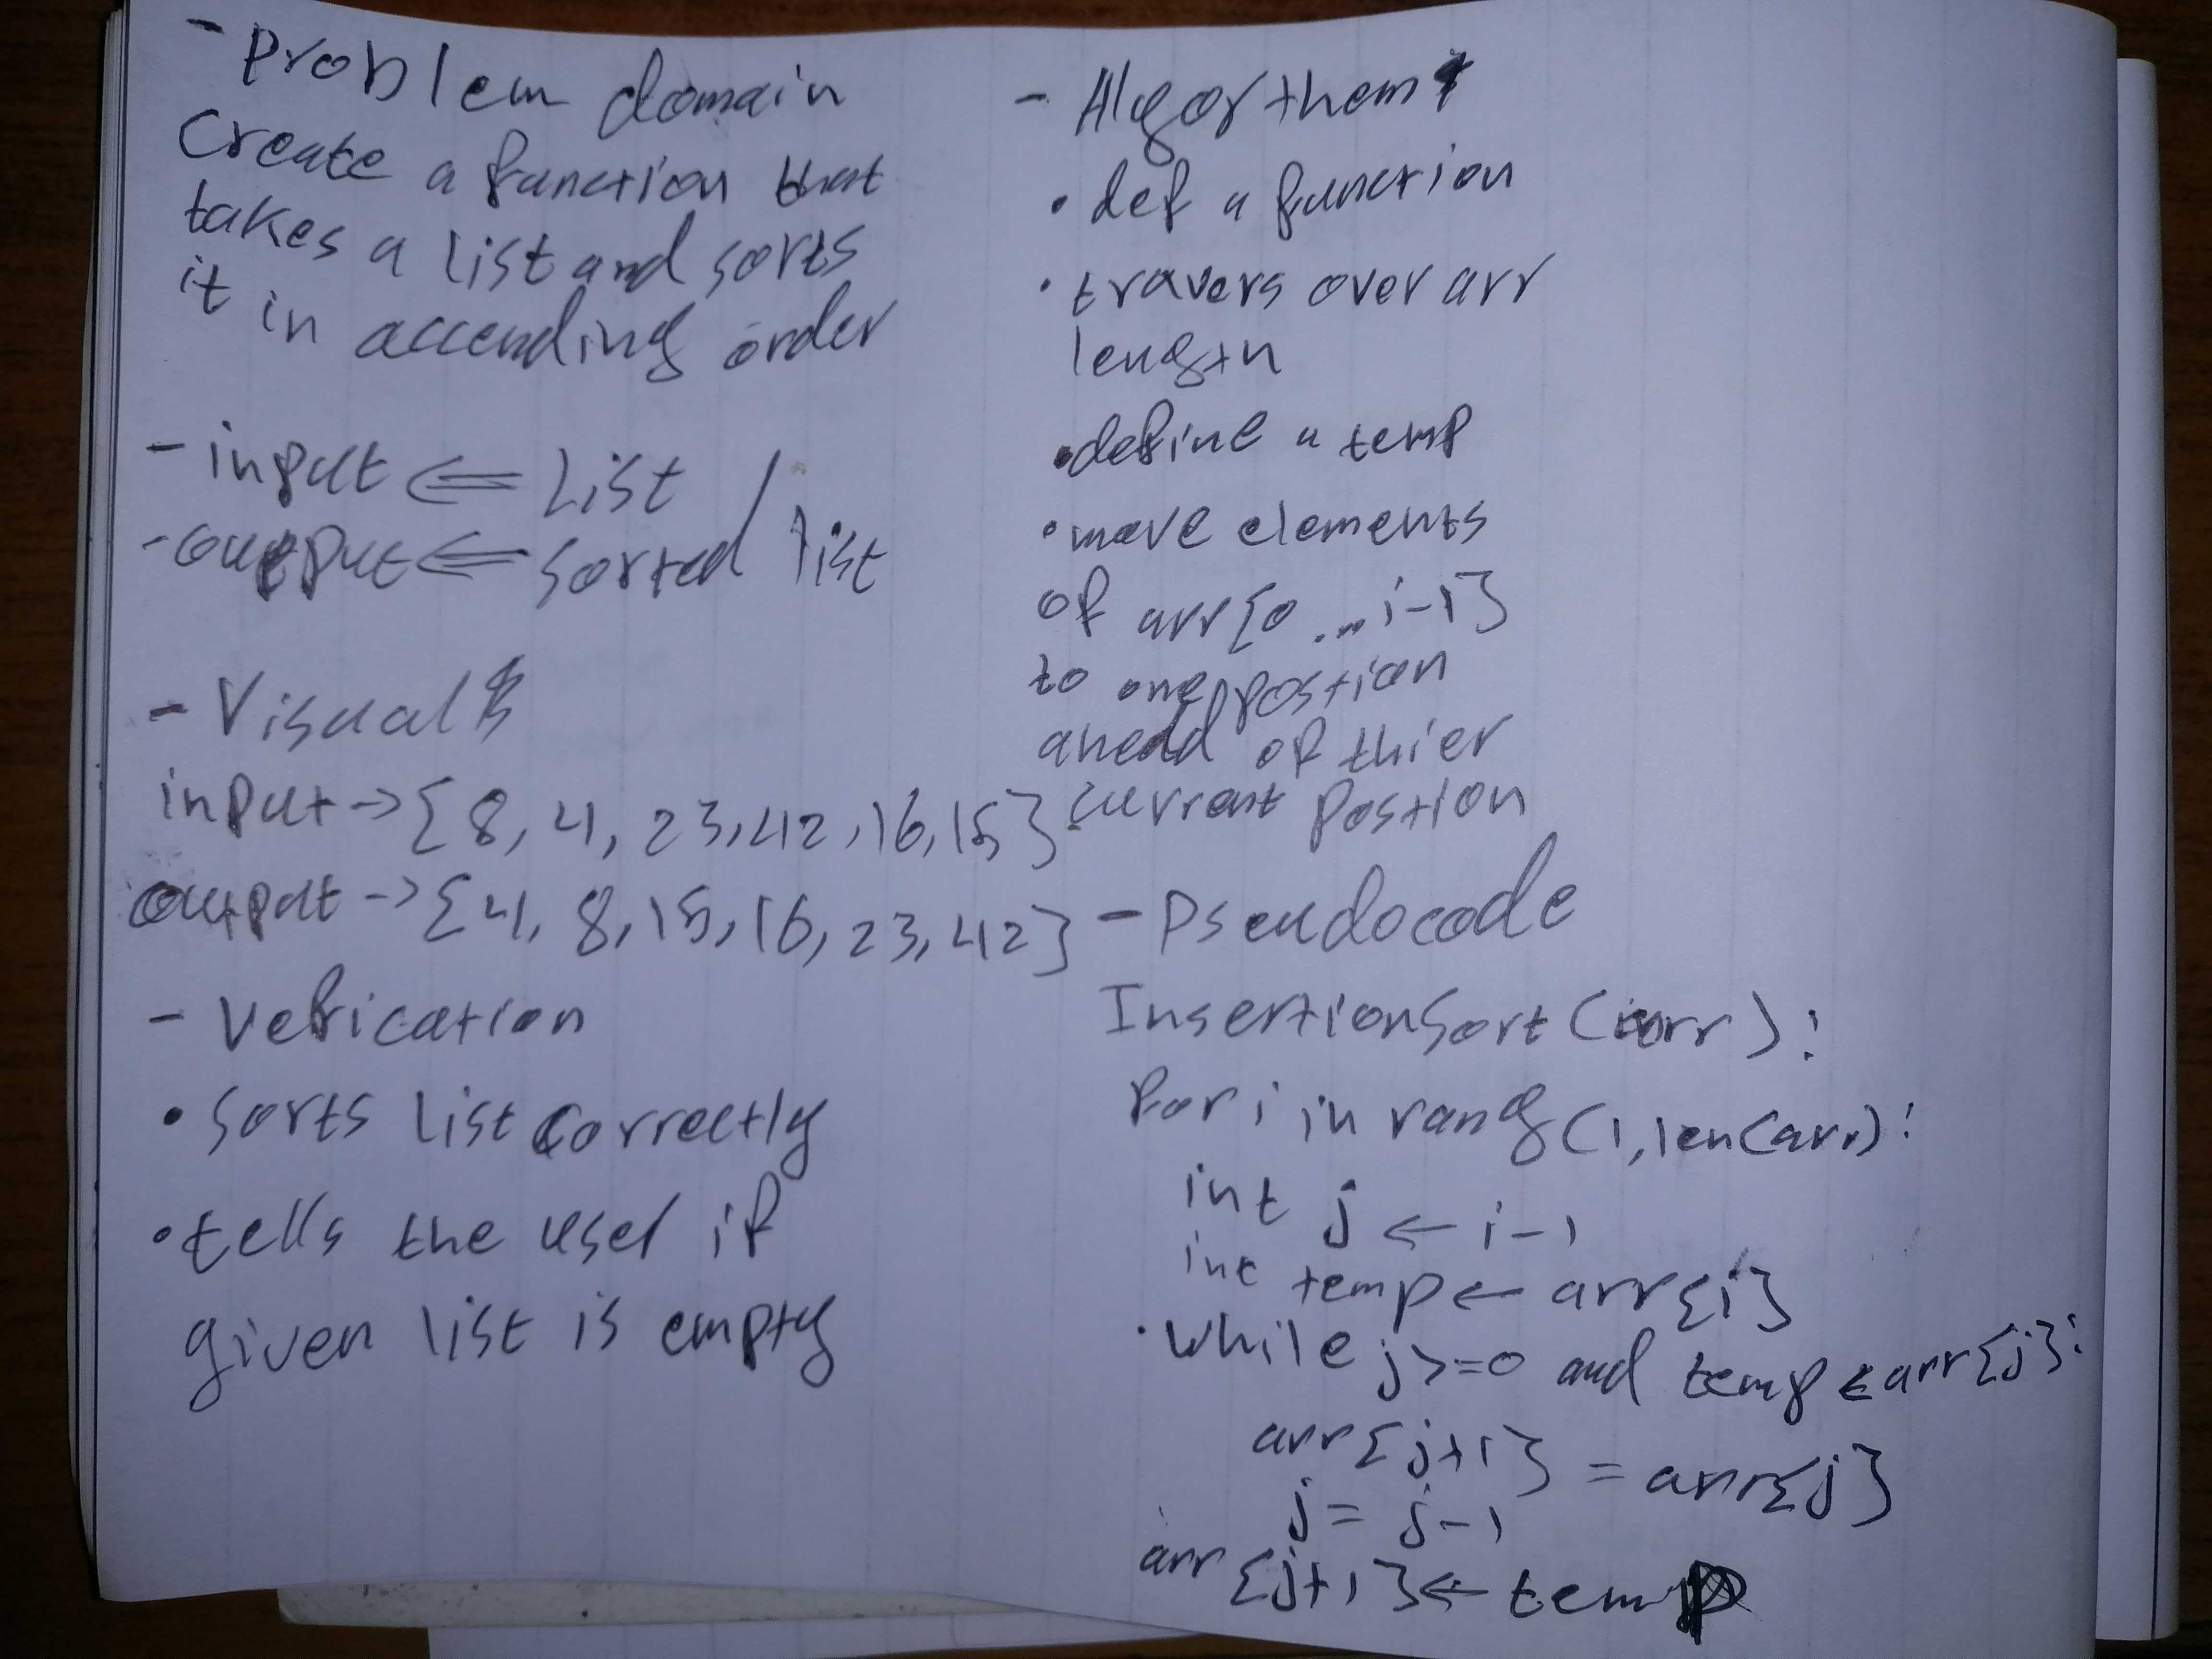 - Problem domain
Create a function that
takes a list and sorts
it in accending order
- input <= List
- output <= sorted list
- Visual
input -> [8, 4, 23, 42, 16, 15]
output -> [4, 8, 15, 16, 23, 42]
- Vefication
• sorts list correctly
• tells the user if
given list is empty
- Algorthem
• def a function
• travers over arr
length
• define a temp
• move elements
of arr[0 ... i-1]
to one postion
ahead of thier
current postion
- Pseudocode
InsertionSort (arr):
for i in rang (1, len(arr):
int j <- i-1
int temp <- arr[i]
• while j >= 0 and temp < arr[j]:
arr[j+1] = arr[j]
j = j-1
arr[j+1] <- temp